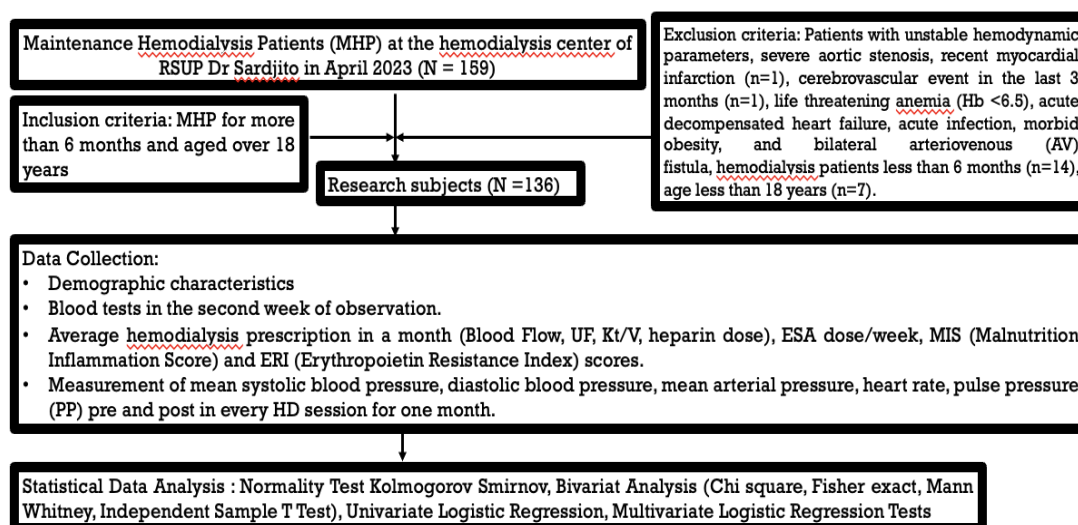 Maintenance Hemodialysis Patients (MHP) at the hemodialysis center of
RSUP Dr Sardjito in April 2023 (N = 159)
Exclusion criteria: Patients with unstable hemodynamic
parameters, severe aortic stenosis, recent myocardial
infarction (n=1), cerebrovascular event in the last 3
months (n=1), life threatening anemia (Hb <6.5), acute
decompensated heart failure, acute infection, morbid
obesity, and bilateral arteriovenous (AV)
fistula, hemodialysis patients less than 6 months (n=14),
age less than 18 years (n=7).
Inclusion criteria: MHP for more
than 6 months and aged over 18
years
Research subjects (N =136)
Data Collection:
• Demographic characteristics
• Blood tests in the second week of observation.
• Average hemodialysis prescription in a month (Blood Flow, UF, Kt/V, heparin dose), ESA dose/week, MIS (Malnutrition
Inflammation Score) and ERI (Erythropoietin Resistance Index) scores.
• Measurement of mean systolic blood pressure, diastolic blood pressure, mean arterial pressure, heart rate, pulse pressure
(PP) pre and post in every HD session for one month.
Statistical Data Analysis : Normality Test Kolmogorov Smirnov, Bivariat Analysis (Chi square, Fisher exact, Mann
Whitney, Independent Sample T Test), Univariate Logistic Regression, Multivariate Logistic Regression Tests